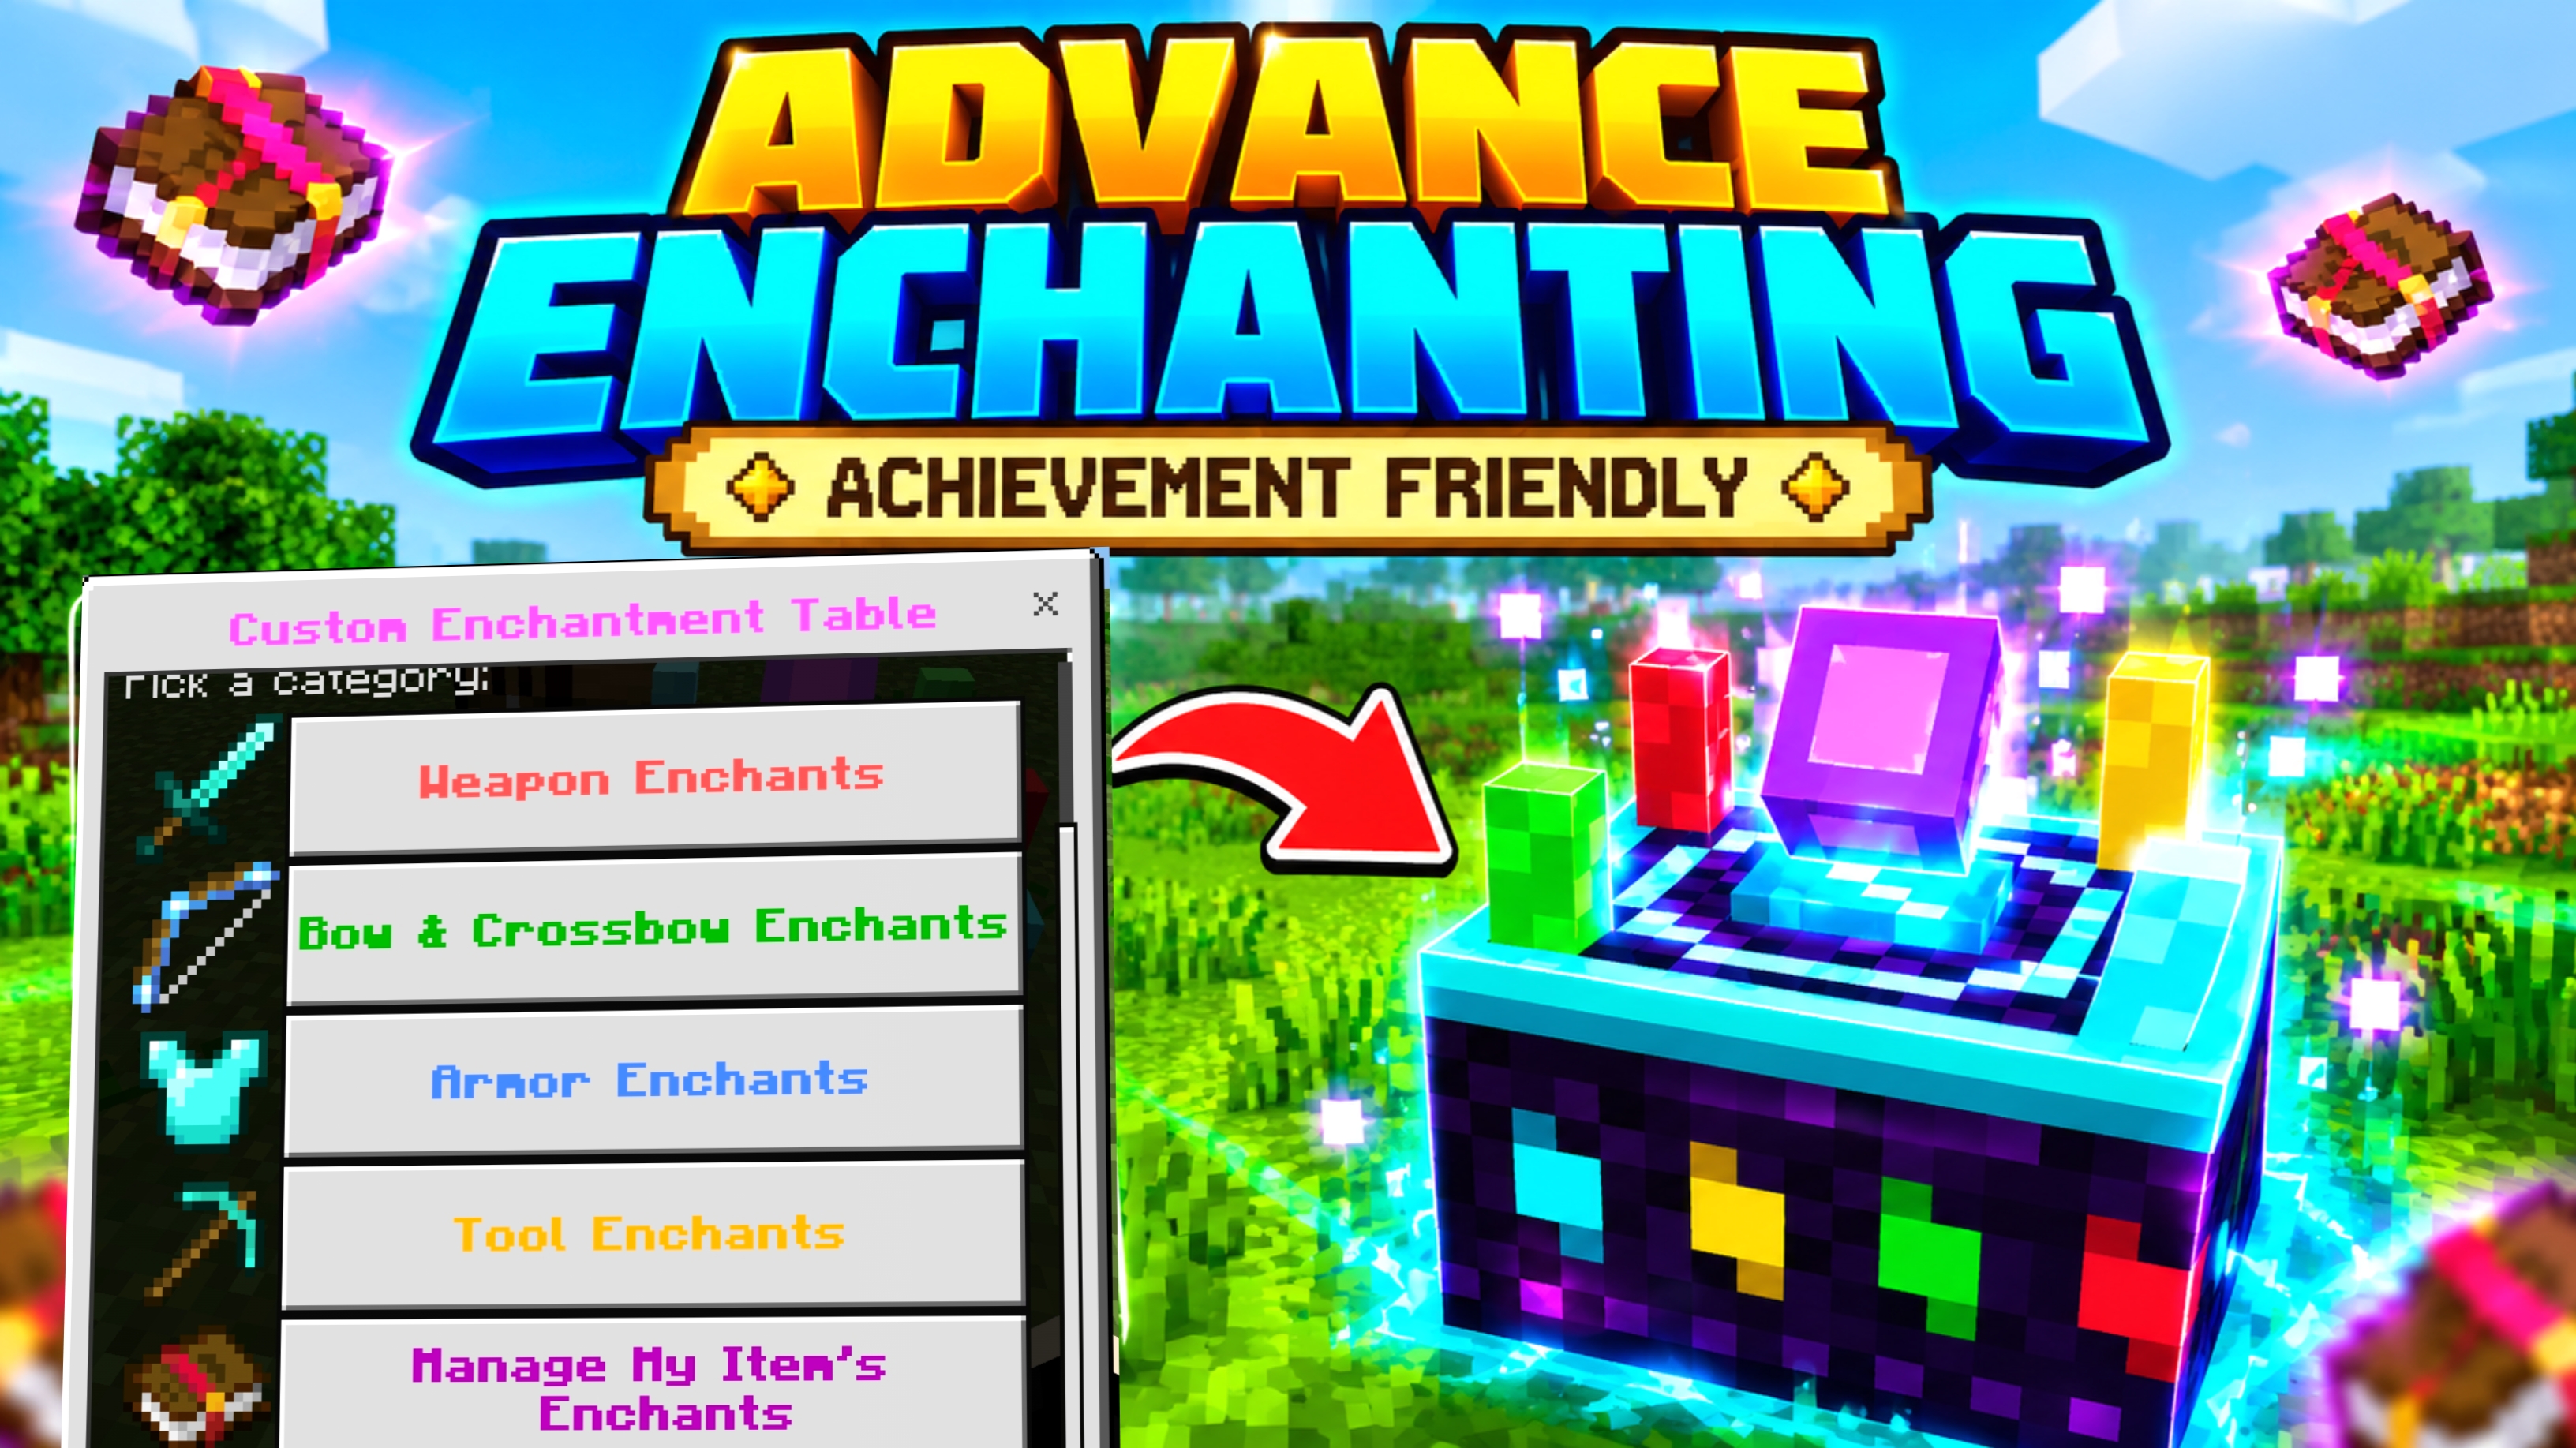 ADVANCE
ENCHANTING
ACHIEVEMENT FRIENDLY
Custom Enchantment Table
Pick a category:
Weapon Enchants
Bow & Crossbow Enchants
Armor Enchants
Tool Enchants
Manage My Item's
Enchants